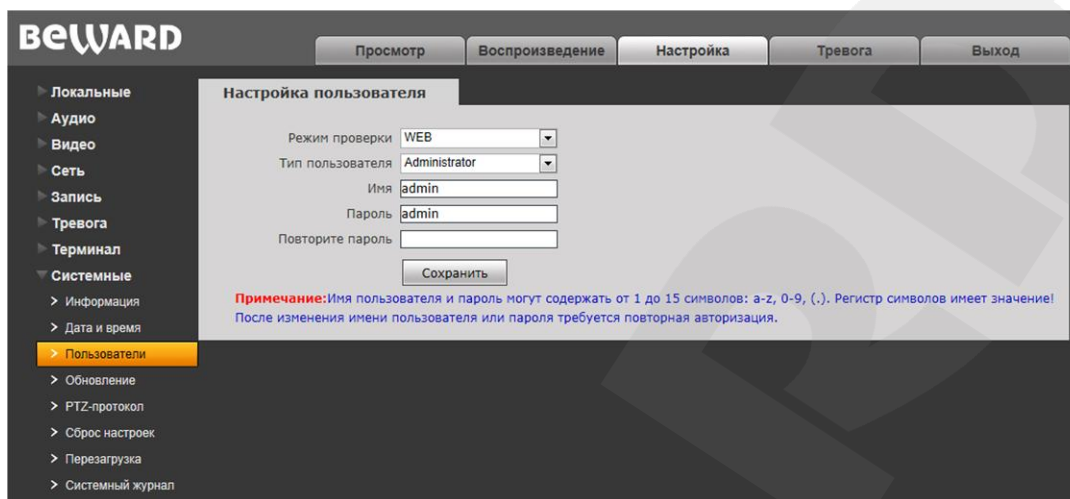 BEWARD
Просмотр
Воспроизведение
Настройка
Тревога
Выход
Локальные
Аудио
Видео
Сеть
Запись
Тревога
Терминал
Системные
Информация
Дата и время
Пользователи
Обновление
PTZ-протокол
Сброс настроек
Перезагрузка
Системный журнал
Настройка пользователя
Режим проверки WEB
Тип пользователя Administrator
Имя admin
Пароль admin
Повторите пароль
Сохранить
Примечание:Имя пользователя и пароль могут содержать от 1 до 15 символов: a-z, 0-9, (.). Регистр символов имеет значение!
После изменения имени пользователя или пароля требуется повторная авторизация.